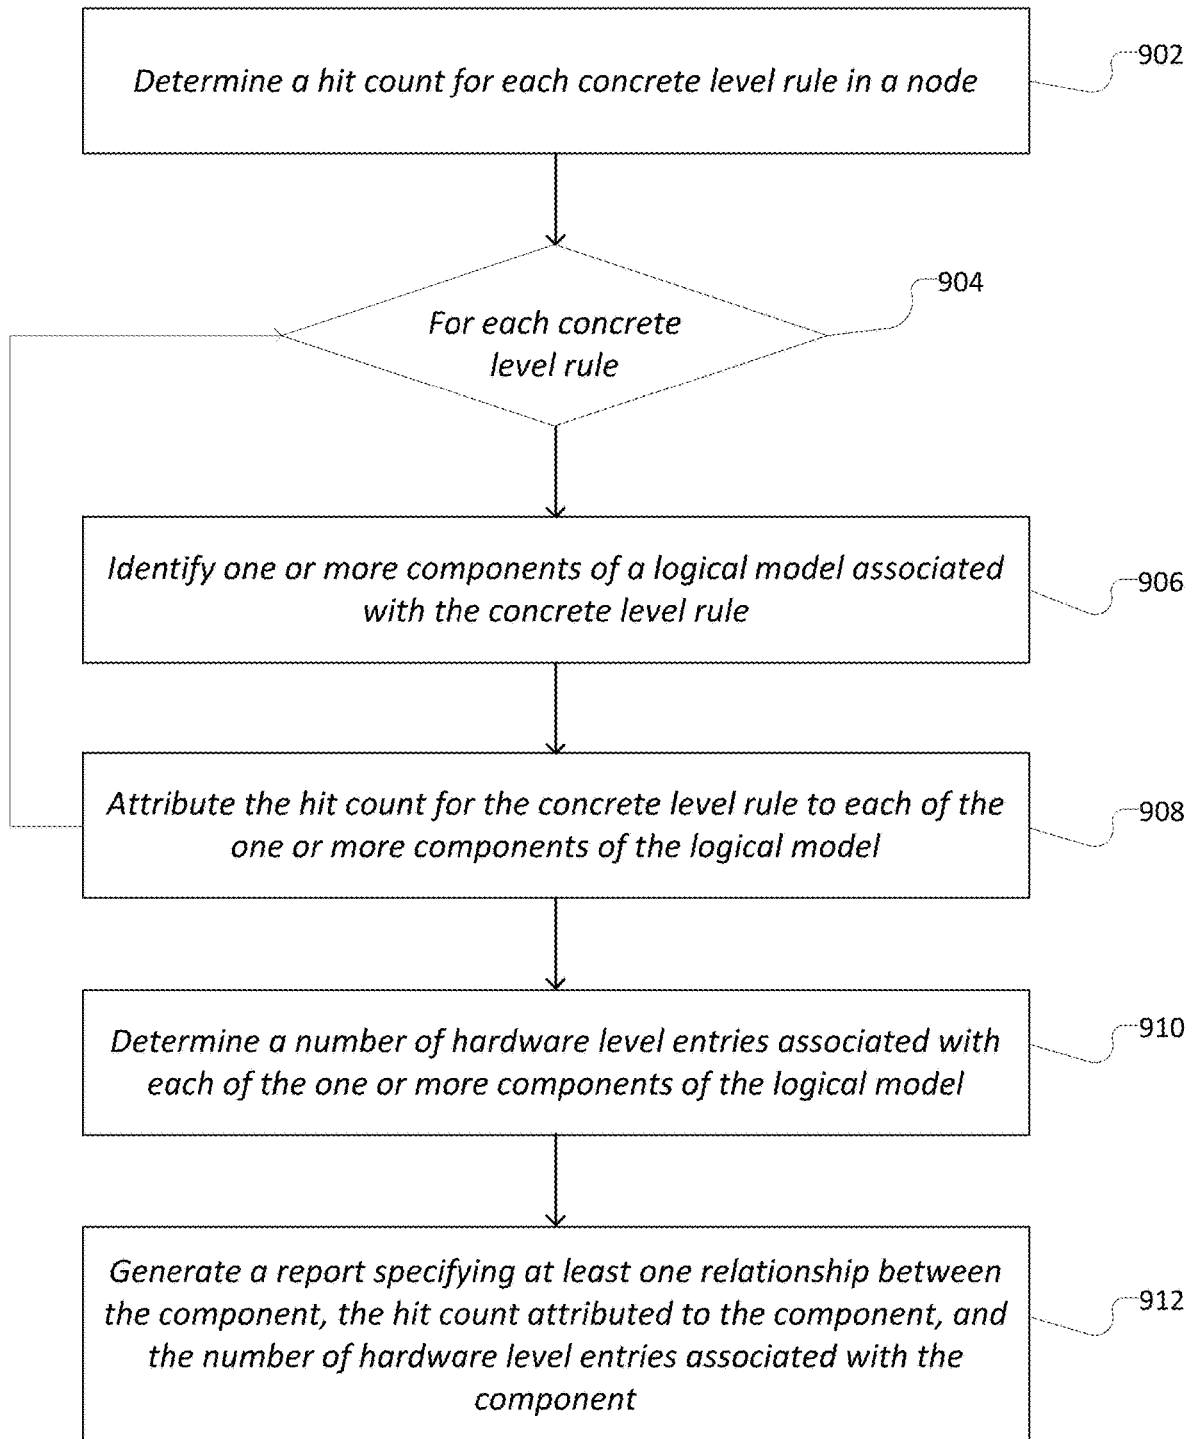 Determine a hit count for each concrete level rule in a node
902
For each concrete
level rule
904
Identify one or more components of a logical model associated
with the concrete level rule
906
Attribute the hit count for the concrete level rule to each of the
one or more components of the logical model
908
Determine a number of hardware level entries associated with
each of the one or more components of the logical model
910
Generate a report specifying at least one relationship between
the component, the hit count attributed to the component, and
the number of hardware level entries associated with the
component
912